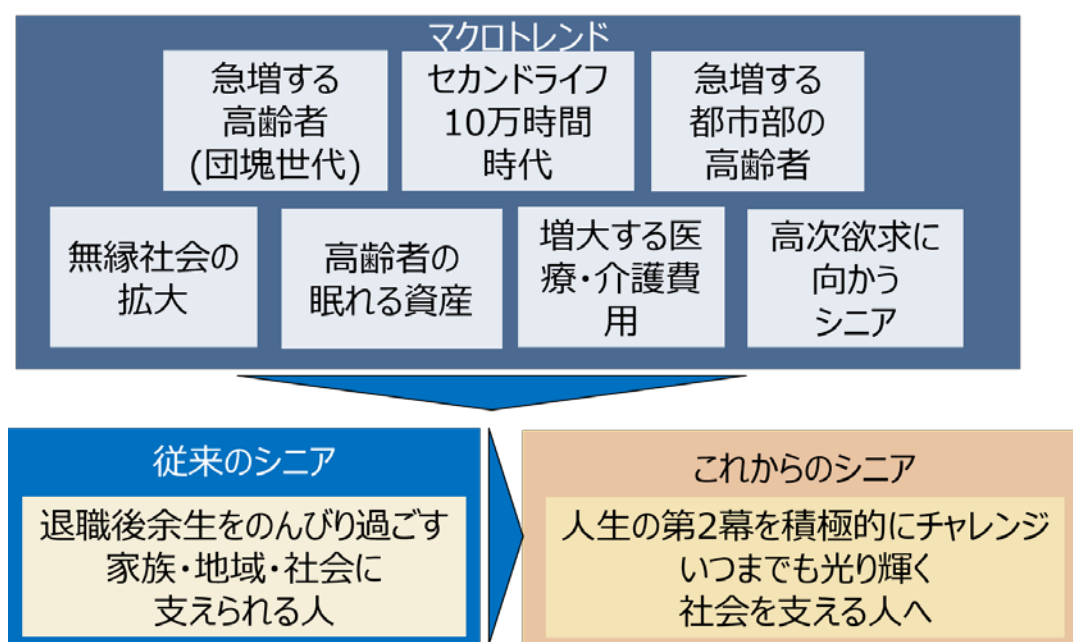 マクロトレンド
急増する
高齢者
(団塊世代)
セカンドライフ
10万時間
時代
急増する
都市部の
高齢者
無縁社会の
拡大
高齢者の
眠れる資産
増大する医
療・介護費
用
高次欲求に
向かう
シニア
従来のシニア
退職後余生をのんびり過ごす
家族・地域・社会に
支えられる人
これからのシニア
人生の第2幕を積極的にチャレンジ
いつまでも光り輝く
社会を支える人へ